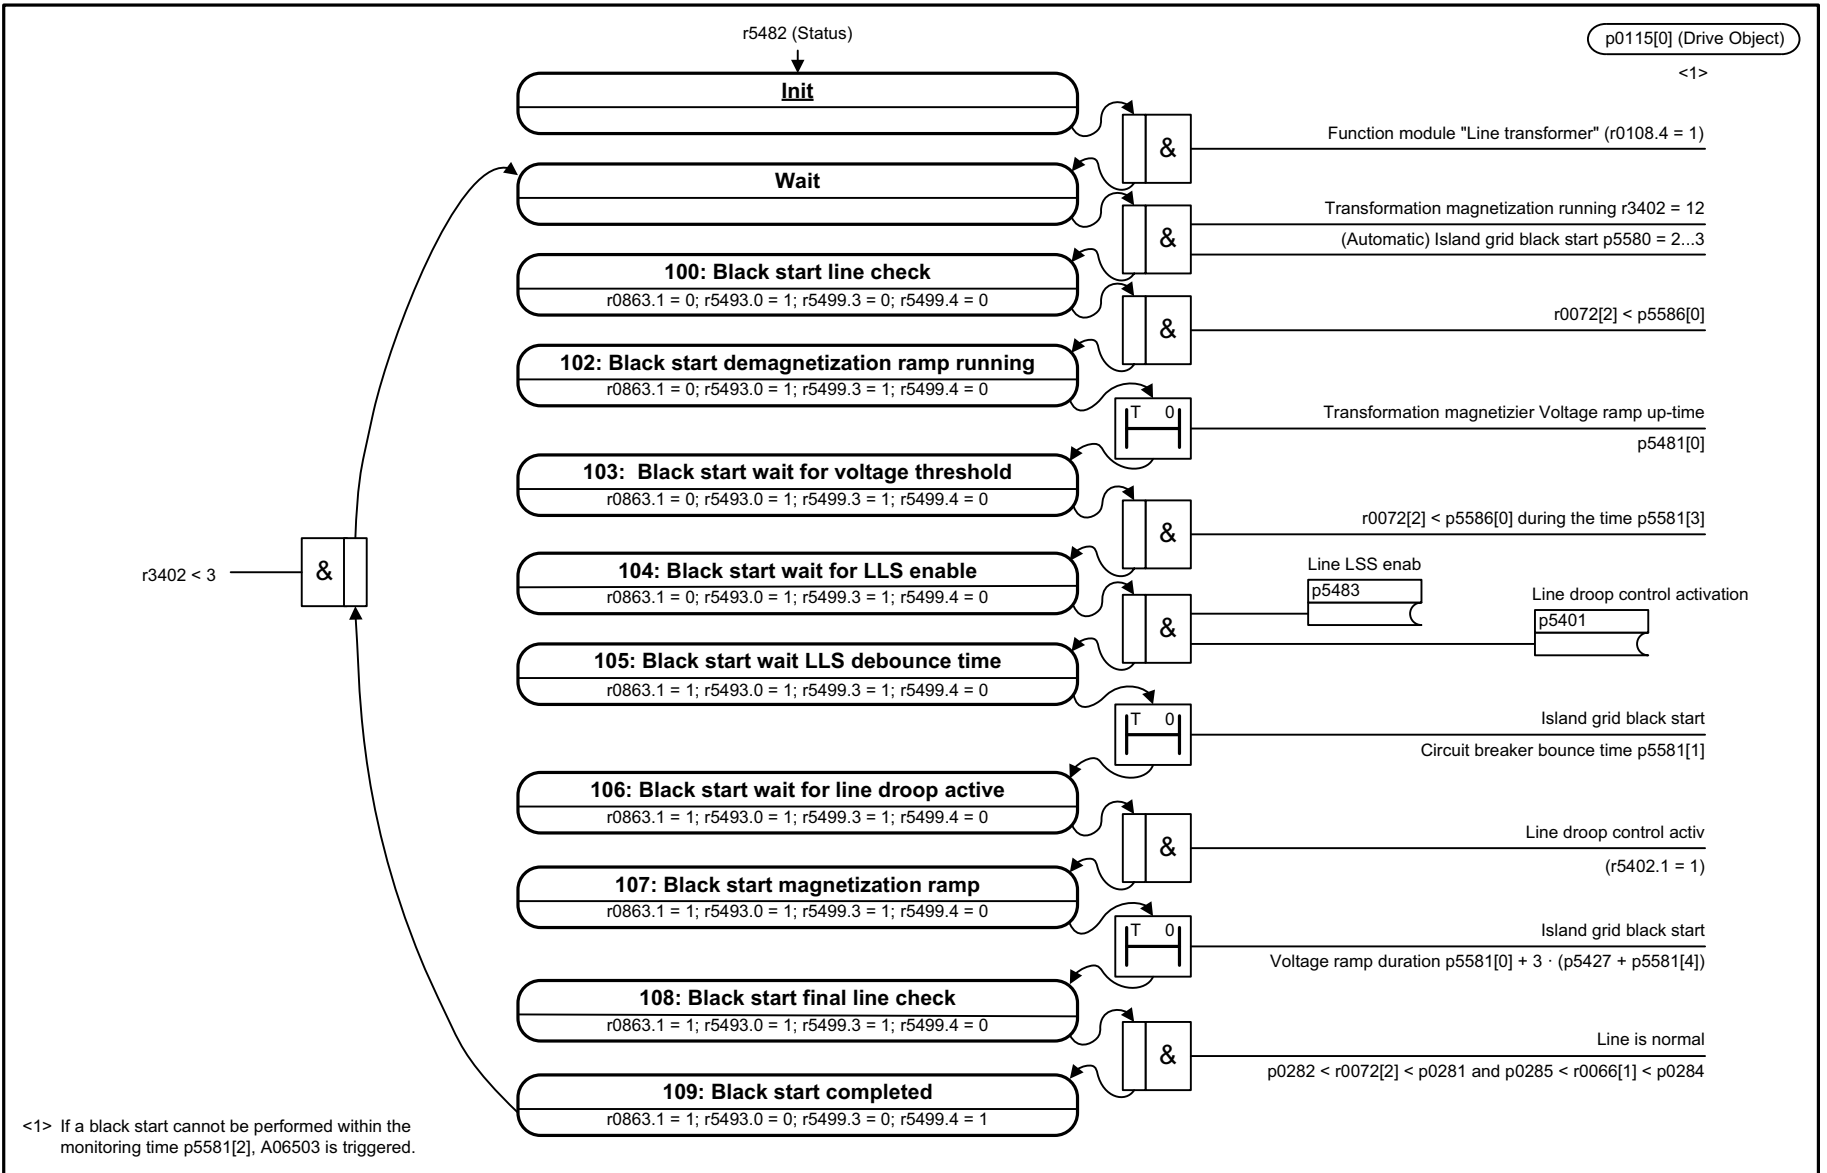 r5482 (Status)
p0115[0] (Drive Object)
<1>
Init
&
Function module "Line transformer" (r0108.4 = 1)
Wait
Transformation magnetization running r3402 = 12
&
(Automatic) Island grid black start p5580 = 2...3
100: Black start line check
r0863.1 = 0; r5493.0 = 1; r5499.3 = 0; r5499.4 = 0
&
r0072[2] < p5586[0]
102: Black start demagnetization ramp running
r0863.1 = 0; r5493.0 = 1; r5499.3 = 1; r5499.4 = 0
T 0
Transformation magnetizier Voltage ramp up-time
p5481[0]
103: Black start wait for voltage threshold
r0863.1 = 0; r5493.0 = 1; r5499.3 = 1; r5499.4 = 0
&
r0072[2] < p5586[0] during the time p5581[3]
r3402 < 3
&
104: Black start wait for LLS enable
r0863.1 = 0; r5493.0 = 1; r5499.3 = 1; r5499.4 = 0
&
Line LSS enab
p5483
Line droop control activation
p5401
105: Black start wait LLS debounce time
r0863.1 = 1; r5493.0 = 1; r5499.3 = 1; r5499.4 = 0
T 0
Island grid black start
Circuit breaker bounce time p5581[1]
106: Black start wait for line droop active
r0863.1 = 1; r5493.0 = 1; r5499.3 = 1; r5499.4 = 0
&
Line droop control activ
(r5402.1 = 1)
107: Black start magnetization ramp
r0863.1 = 1; r5493.0 = 1; r5499.3 = 1; r5499.4 = 0
T 0
Island grid black start
Voltage ramp duration p5581[0] + 3 · (p5427 + p5581[4])
108: Black start final line check
r0863.1 = 1; r5493.0 = 1; r5499.3 = 1; r5499.4 = 0
&
Line is normal
p0282 < r0072[2] < p0281 and p0285 < r0066[1] < p0284
109: Black start completed
r0863.1 = 1; r5493.0 = 0; r5499.3 = 0; r5499.4 = 1
<1> If a black start cannot be performed within the
monitoring time p5581[2], A06503 is triggered.